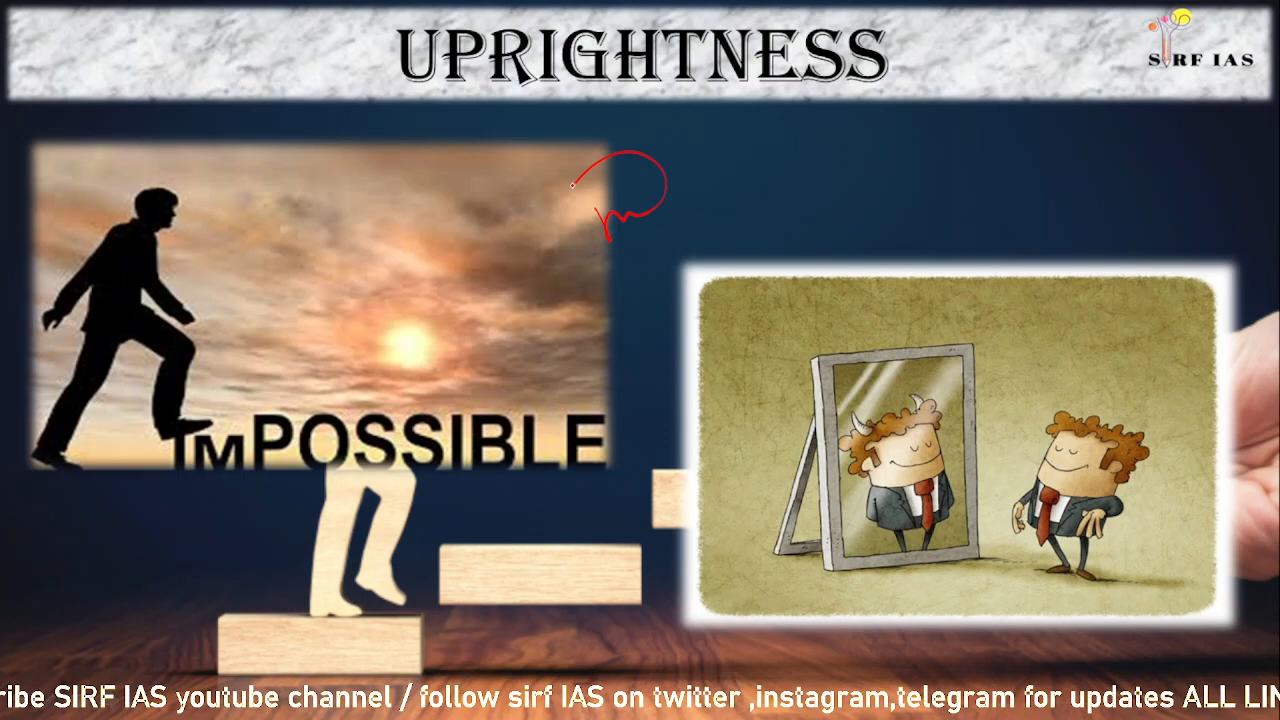 UPRIGHTNESS
SIRF IAS
IMPOSSIBLE
ribe SIRF IAS youtube channel / follow sirf IAS on twitter ,instagram,telegram for updates ALL LIN